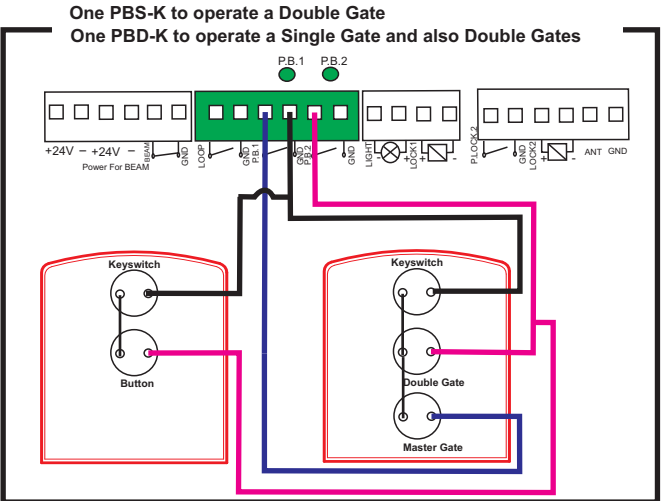 One PBS-K to operate a Double Gate
One PBD-K to operate a Single Gate and also Double Gates
P.B.1 P.B.2
+24V – +24V –
Power For BEAM
BEAM
GND
LOOP
GND
P.B.1
GND
P.B.2
GND
LIGHT
- +
LOCK1
+ -
P.LOCK.2
GND
LOCK2
+ -
ANT GND
Keyswitch
Button
Keyswitch
Double Gate
Master Gate